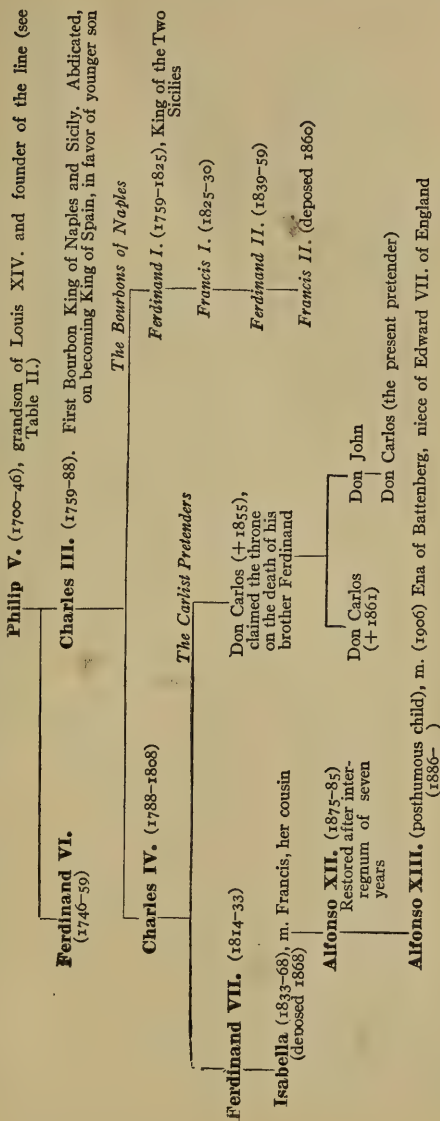 Philip V. (1700-46), grandson of Louis XIV. and founder of the line (see
Table II.)
Ferdinand VI.
(1746-59)
Charles III. (1759-88). First Bourbon King of Naples and Sicily. Abdicated,
on becoming King of Spain, in favor of younger son
The Bourbons of Naples
Charles IV. (1788-1808)
Ferdinand I. (1759-1825), King of the Two
Sicilies
The Carlist Pretenders
Francis I. (1825-30)
Ferdinand VII. (1814-33)
Don Carlos (+1855),
claimed the throne
on the death of his
brother Ferdinand
Ferdinand II. (1839-59)
Isabella (1833-68), m. Francis, her cousin
(deposed 1868)
Francis II. (deposed 1860)
Alfonso XII. (1875-85)
Restored after inter-
regnum of seven
years
Don Carlos
(+1861)
Don John
Don Carlos (the present pretender)
Alfonso XIII. (posthumous child), m. (1906) Ena of Battenberg, niece of Edward VII. of England
(1886- )